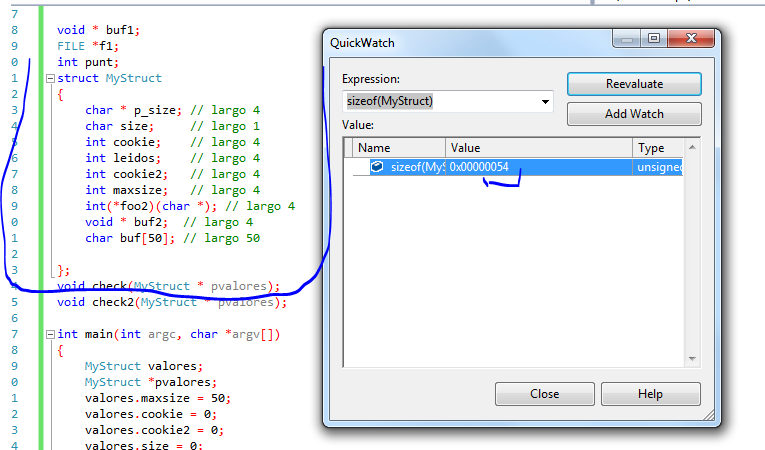 7
8 void * buf1;
9 FILE *f1;
0 int punt;
1 struct MyStruct
2 {
3 char * p_size; // largo 4
4 char size; // largo 1
5 int cookie; // largo 4
6 int leidos; // largo 4
7 int cookie2; // largo 4
8 int maxsize; // largo 4
9 int(*foo2)(char *); // largo 4
0 void * buf2; // largo 4
1 char buf[50]; // largo 50
2
3 };
4 void check(MyStruct * pvalores);
5 void check2(MyStruct * pvalores);
6
7 int main(int argc, char *argv[])
8 {
9 MyStruct valores;
0 MyStruct *pvalores;
1 valores.maxsize = 50;
2 valores.cookie = 0;
3 valores.cookie2 = 0;
4 valores.size = 0;
QuickWatch
Expression:
sizeof(MyStruct)
Reevaluate
Add Watch
Value:
Name Value Type
sizeof(MyS 0x00000054 unsigned
Close Help